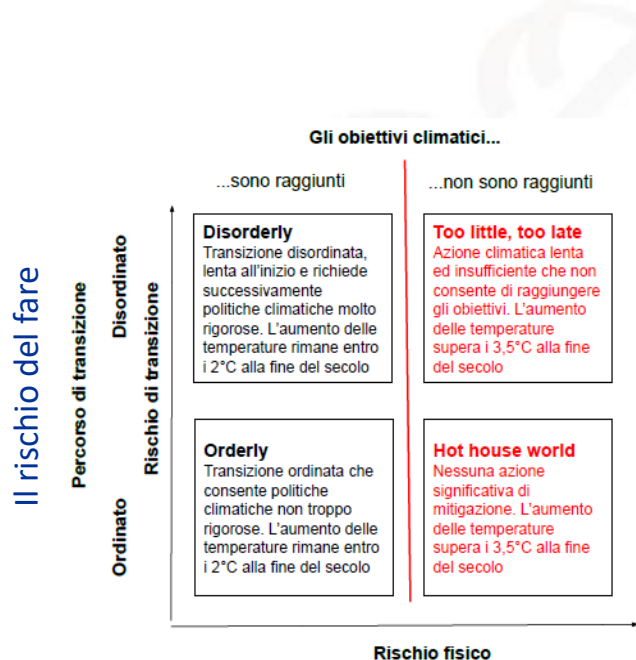 Gli obiettivi climatici...
...sono raggiunti
...non sono raggiunti
Il rischio del fare
Percorso di transizione
Disordinato
Ordinato
Rischio di transizione
Disorderly
Transizione disordinata,
lenta all'inizio e richiede
successivamente
politiche climatiche molto
rigorose. L'aumento delle
temperature rimane entro
i 2°C alla fine del secolo
Too little, too late
Azione climatica lenta
ed insufficiente che non
consente di raggiungere
gli obiettivi. L'aumento
delle temperature
supera i 3,5°C alla fine
del secolo
Orderly
Transizione ordinata che
consente politiche
climatiche non troppo
rigorose. L'aumento delle
temperature rimane entro
i 2°C alla fine del secolo
Hot house world
Nessuna azione
significativa di
mitigazione. L'aumento
delle temperature
supera i 3,5°C alla fine
del secolo
Rischio fisico